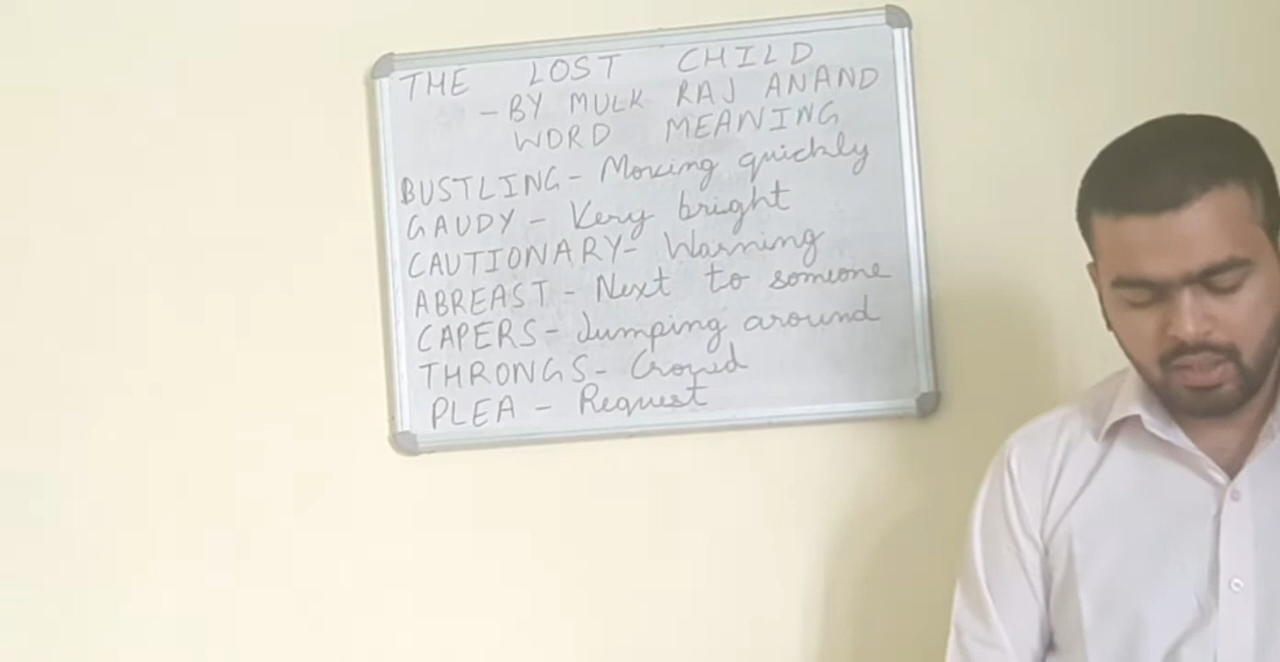 THE LOST CHILD
- BY MULK RAJ ANAND
WORD MEANING
BUSTLING - Moving quickly
GAUDY - Very bright
CAUTIONARY - Warning
ABREAST - Next to someone
CAPERS - Jumping around
THRONGS - Crowd
PLEA - Request